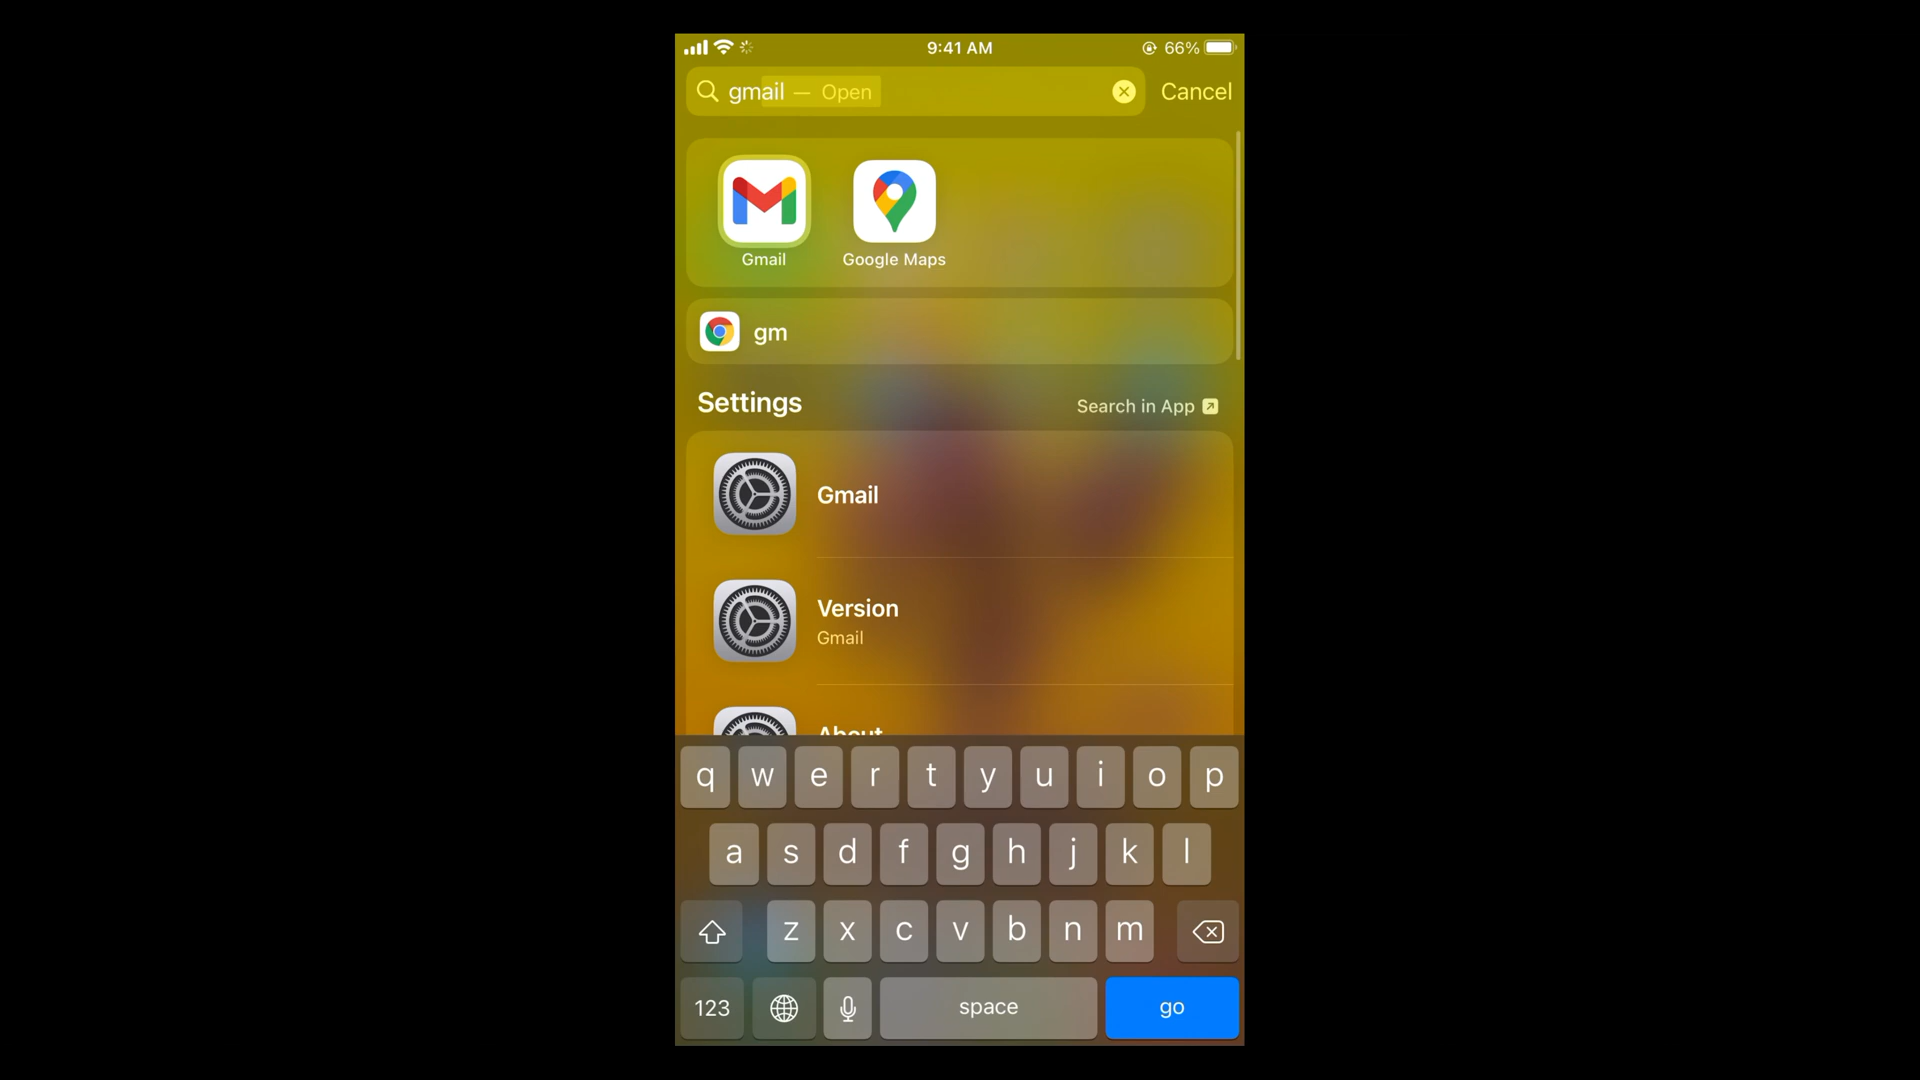 9:41 AM 66%
gmail — Open Cancel
Gmail Google Maps
gm
Settings Search in App
Gmail
Version
Gmail
About
q w e r t y u i o p
a s d f g h j k l
z x c v b n m
123 space go